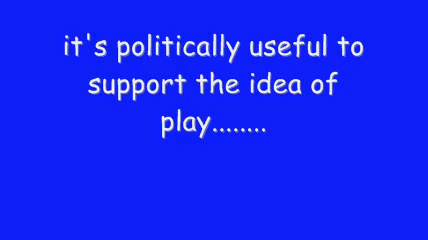 it's politically useful to
support the idea of
play........